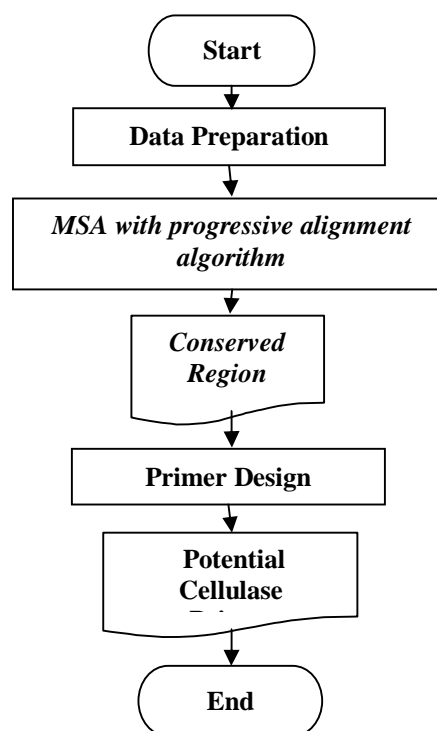 Start
Data Preparation
MSA with progressive alignment
algorithm
Conserved
Region
Primer Design
Potential
Cellulase
End